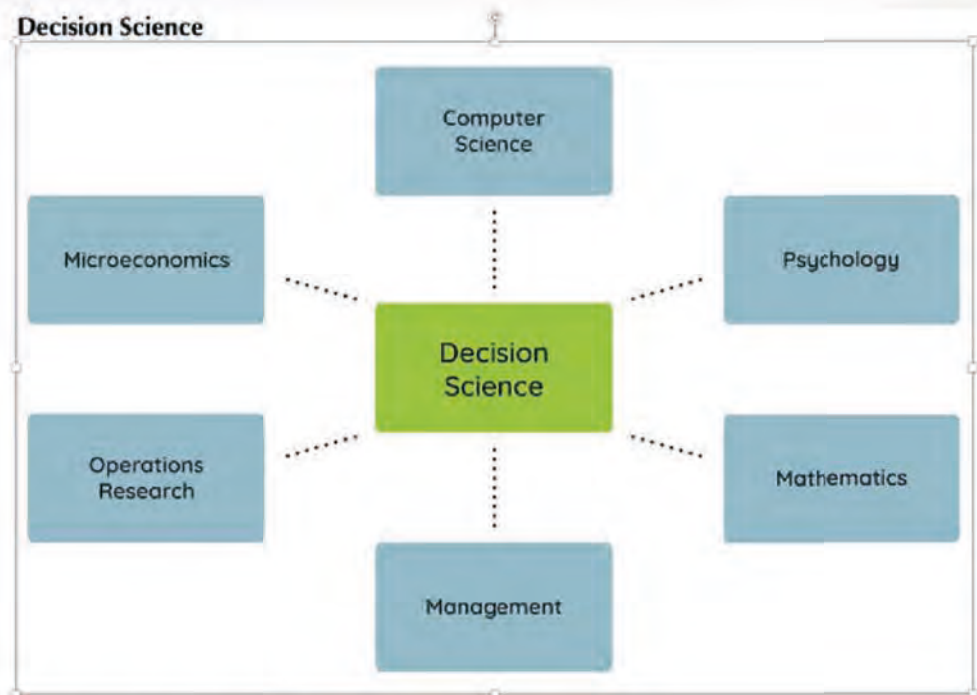 Decision Science
Computer
Science
Microeconomics
Psychology
Decision
Science
Operations
Research
Mathematics
Management